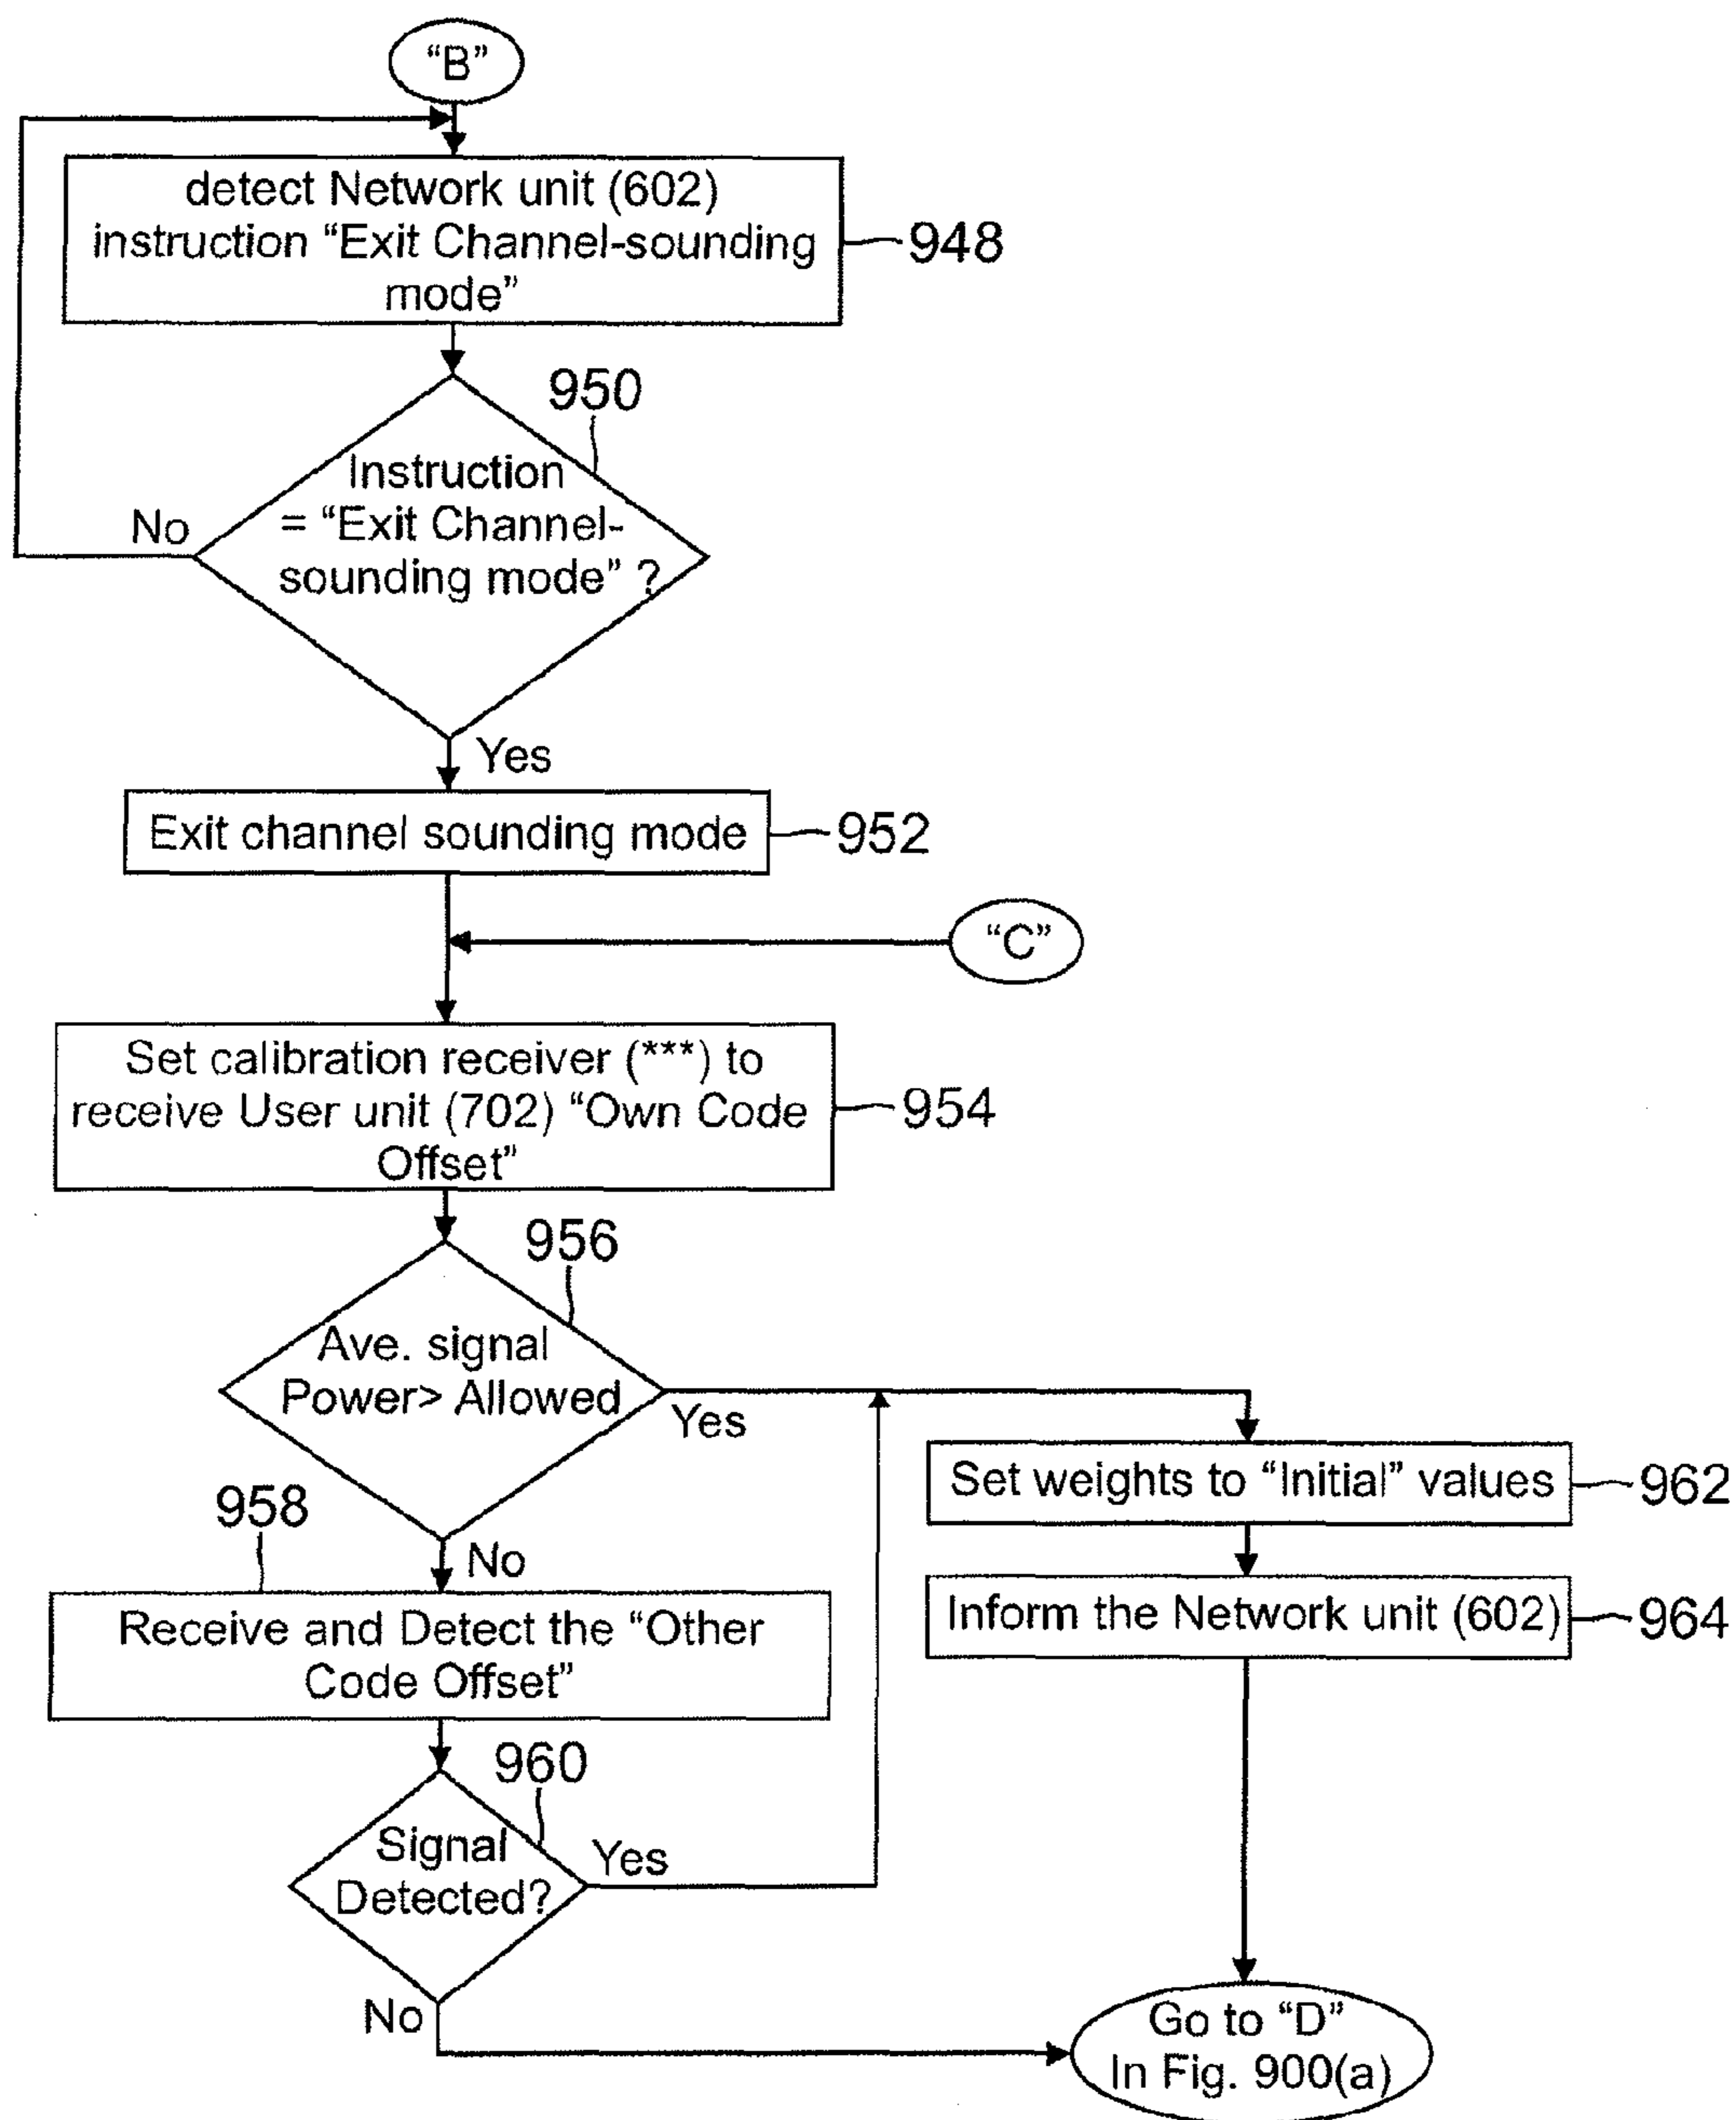 “B”
detect Network unit (602)
instruction “Exit Channel-sounding
mode”
948
950
Instruction
= “Exit Channel-
sounding mode” ?
No
Yes
Exit channel sounding mode
952
“C”
Set calibration receiver (***) to
receive User unit (702) “Own Code
Offset”
954
956
Ave. signal
Power> Allowed
Yes
No
Set weights to “Initial” values
962
958
Receive and Detect the “Other
Code Offset”
Inform the Network unit (602)
964
960
Signal
Detected?
Yes
No
Go to “D”
In Fig. 900(a)